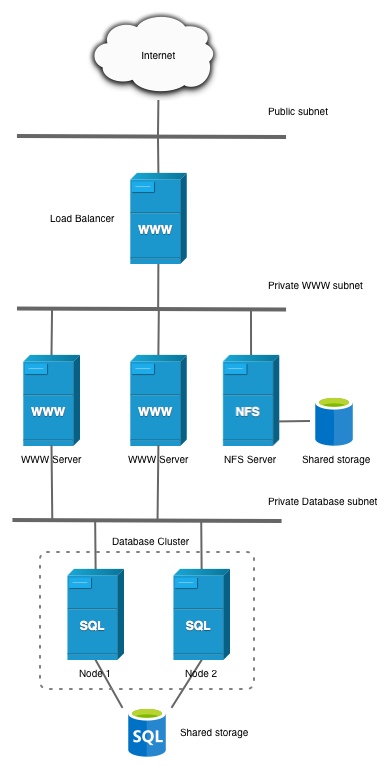 Internet
Public subnet
Load Balancer
WWW
Private WWW subnet
WWW
WWW
NFS
WWW Server
WWW Server
NFS Server
Shared storage
Private Database subnet
Database Cluster
SQL
SQL
Node 1
Node 2
SQL
Shared storage